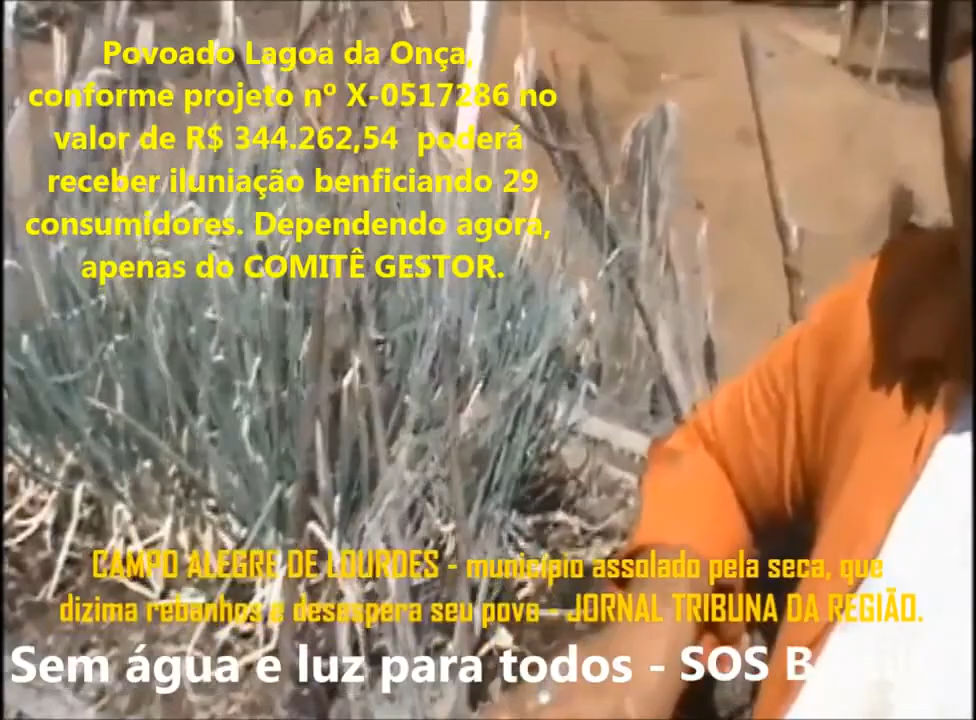 Povoado Lagoa da Onça,
conforme projeto nº X-0517286 no
valor de R$ 344.262,54 poderá
receber iluniação benficiando 29
consumidores. Dependendo agora,
apenas do COMITÊ GESTOR.
CAMPO ALEGRE DE LOURDES - município assolado pela seca, que
dizima rebanhos e desespera seu povo - JORNAL TRIBUNA DA REGIÃO.
Sem água e luz para todos - SOS